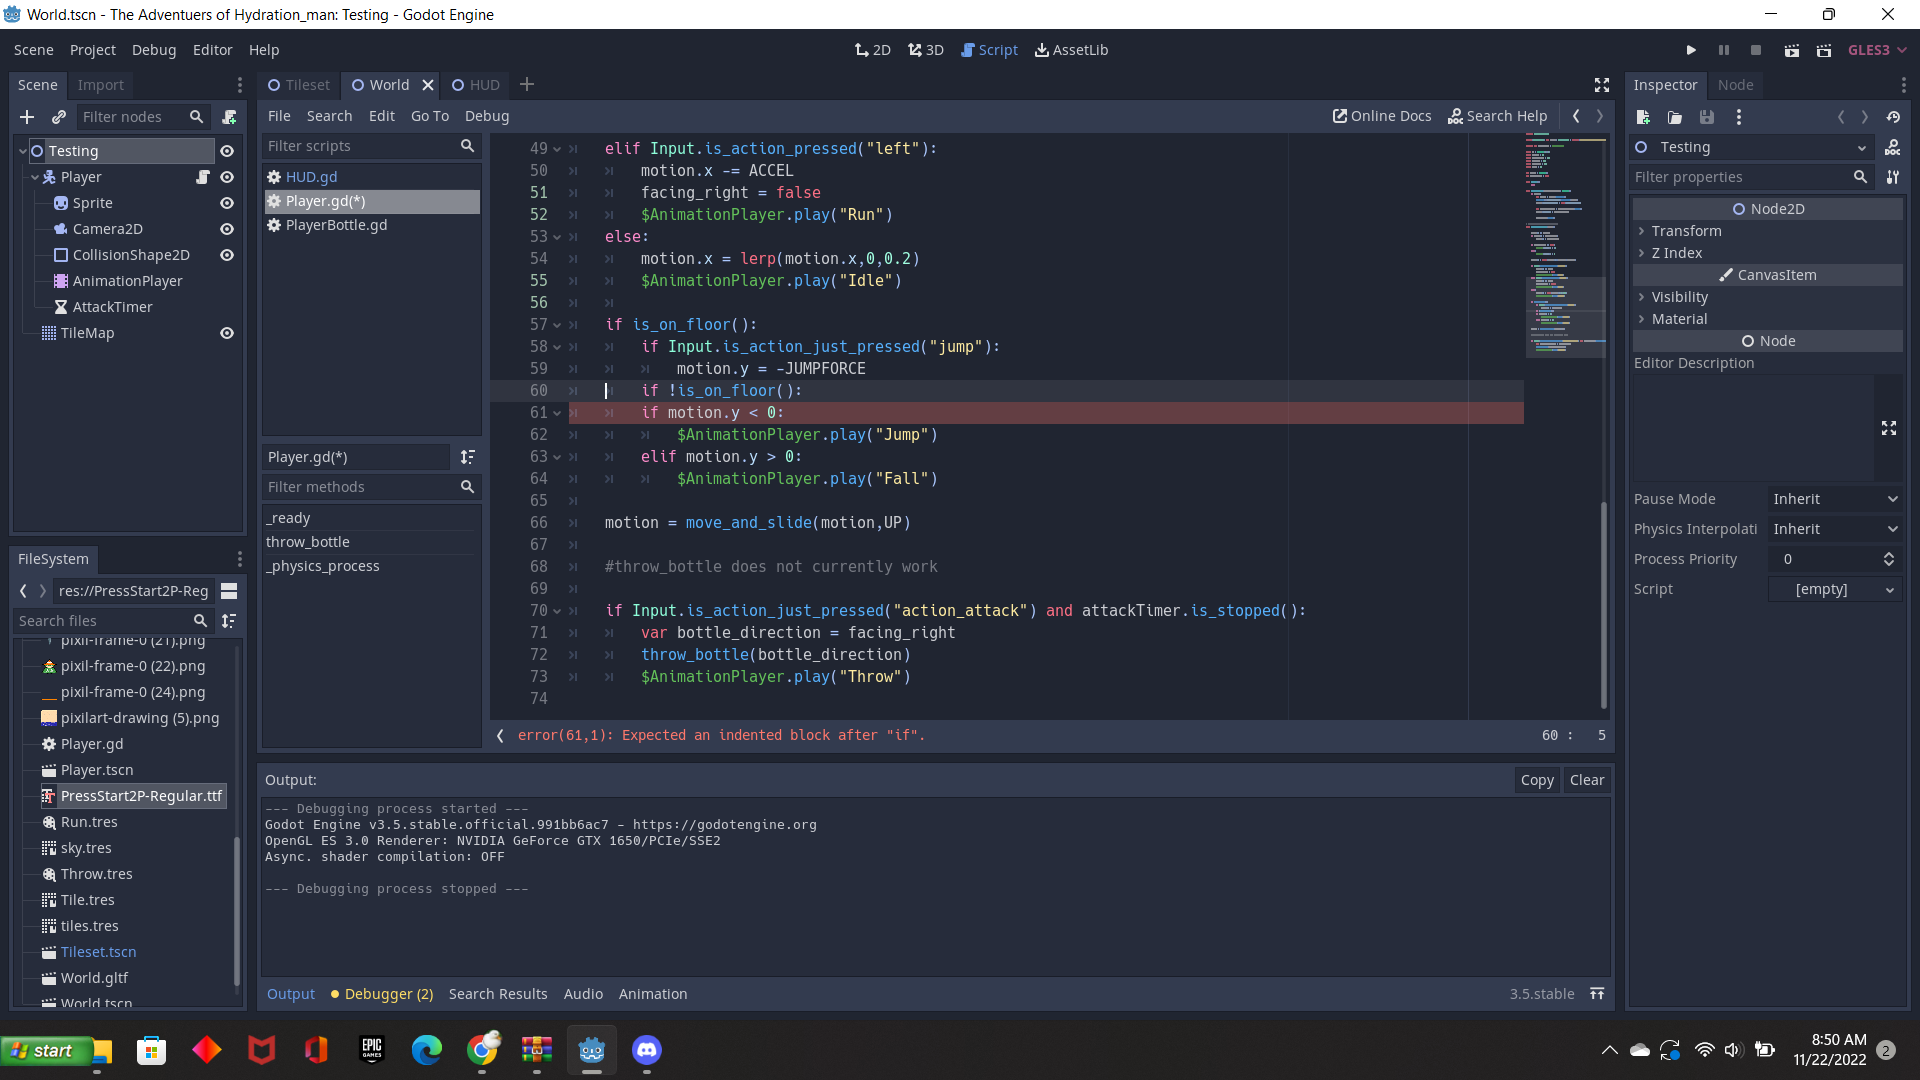 World.tscn - The Adventuers of Hydration_man: Testing - Godot Engine
Scene Project Debug Editor Help
2D 3D Script AssetLib
GLES3
Scene Import
Filter nodes
Testing
Player
Sprite
Camera2D
CollisionShape2D
AnimationPlayer
AttackTimer
TileMap
FileSystem
res://PressStart2P-Reg
Search files
pixil-frame-0 (21).png
pixil-frame-0 (22).png
pixil-frame-0 (24).png
pixilart-drawing (5).png
Player.gd
Player.tscn
PressStart2P-Regular.ttf
Run.tres
sky.tres
Throw.tres
Tile.tres
tiles.tres
Tileset.tscn
World.gltf
World.tscn
Tileset World HUD
File Search Edit Go To Debug
Online Docs Search Help
Filter scripts
HUD.gd
Player.gd(*)
PlayerBottle.gd
Player.gd(*)
Filter methods
_ready
throw_bottle
_physics_process
49 elif Input.is_action_pressed("left"):
50 motion.x -= ACCEL
51 facing_right = false
52 $AnimationPlayer.play("Run")
53 else:
54 motion.x = lerp(motion.x,0,0.2)
55 $AnimationPlayer.play("Idle")
56
57 if is_on_floor():
58 if Input.is_action_just_pressed("jump"):
59 motion.y = -JUMPFORCE
60 if !is_on_floor():
61 if motion.y < 0:
62 $AnimationPlayer.play("Jump")
63 elif motion.y > 0:
64 $AnimationPlayer.play("Fall")
65
66 motion = move_and_slide(motion,UP)
67
68 #throw_bottle does not currently work
69
70 if Input.is_action_just_pressed("action_attack") and attackTimer.is_stopped():
71 var bottle_direction = facing_right
72 throw_bottle(bottle_direction)
73 $AnimationPlayer.play("Throw")
74
error(61,1): Expected an indented block after "if".
60 : 5
Output:
Copy Clear
--- Debugging process started ---
Godot Engine v3.5.stable.official.991bb6ac7 - https://godotengine.org
OpenGL ES 3.0 Renderer: NVIDIA GeForce GTX 1650/PCIe/SSE2
Async. shader compilation: OFF
--- Debugging process stopped ---
Output Debugger (2) Search Results Audio Animation
3.5.stable
Inspector Node
Testing
Filter properties
Node2D
Transform
Z Index
CanvasItem
Visibility
Material
Node
Editor Description
Pause Mode Inherit
Physics Interpolati Inherit
Process Priority 0
Script [empty]
start
EPIC GAMES
8:50 AM
11/22/2022
2